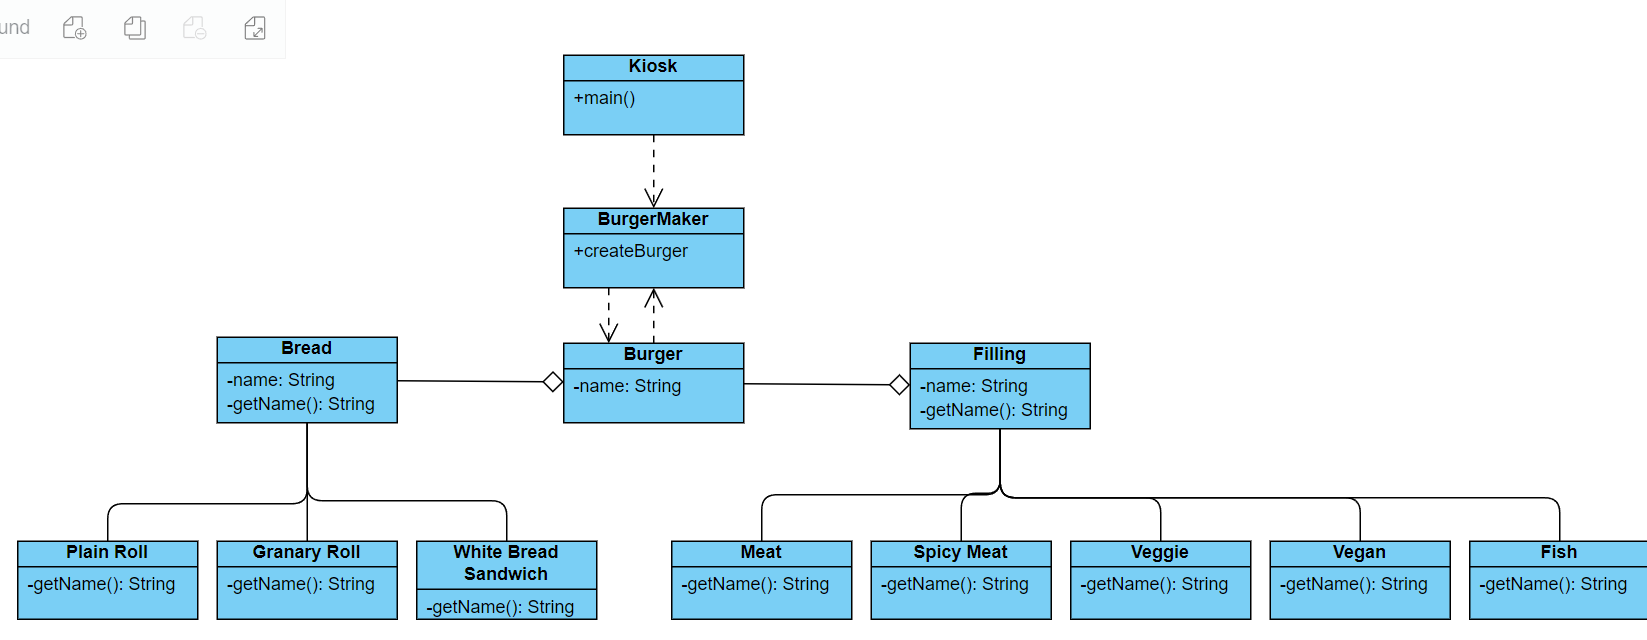 und
Kiosk
+main()
BurgerMaker
+createBurger
Bread
-name: String
-getName(): String
Burger
-name: String
Filling
-name: String
-getName(): String
Plain Roll
-getName(): String
Granary Roll
-getName(): String
White Bread
Sandwich
-getName(): String
Meat
-getName(): String
Spicy Meat
-getName(): String
Veggie
-getName(): String
Vegan
-getName(): String
Fish
-getName(): String